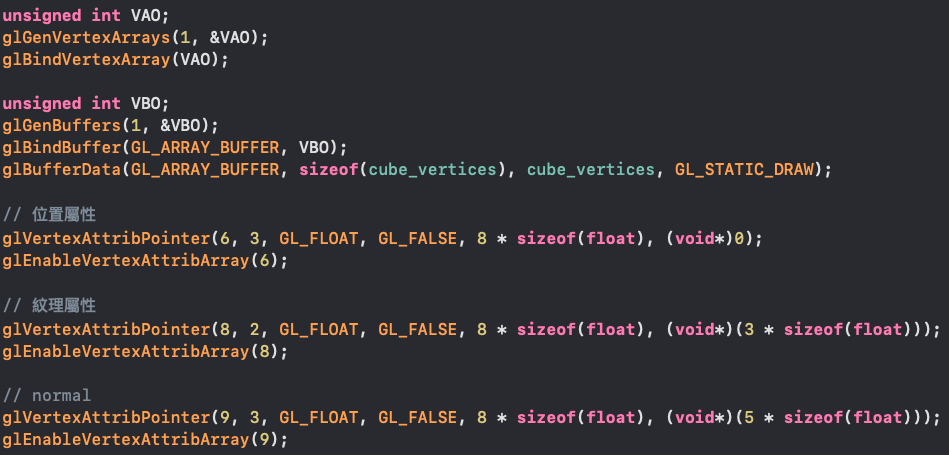 unsigned int VAO;
glGenVertexArrays(1, &VAO);
glBindVertexArray(VAO);
unsigned int VBO;
glGenBuffers(1, &VBO);
glBindBuffer(GL_ARRAY_BUFFER, VBO);
glBufferData(GL_ARRAY_BUFFER, sizeof(cube_vertices), cube_vertices, GL_STATIC_DRAW);
// 位置屬性
glVertexAttribPointer(6, 3, GL_FLOAT, GL_FALSE, 8 * sizeof(float), (void*)0);
glEnableVertexAttribArray(6);
// 紋理屬性
glVertexAttribPointer(8, 2, GL_FLOAT, GL_FALSE, 8 * sizeof(float), (void*)(3 * sizeof(float)));
glEnableVertexAttribArray(8);
// normal
glVertexAttribPointer(9, 3, GL_FLOAT, GL_FALSE, 8 * sizeof(float), (void*)(5 * sizeof(float)));
glEnableVertexAttribArray(9);